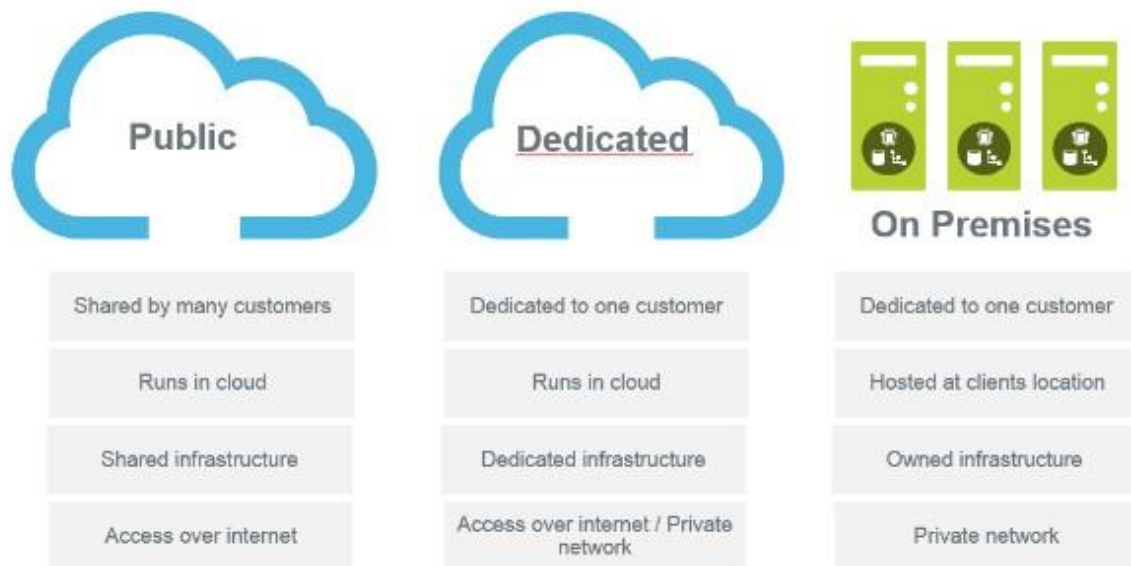 Public
Dedicated
On Premises
Shared by many customers
Dedicated to one customer
Dedicated to one customer
Runs in cloud
Runs in cloud
Hosted at clients location
Shared infrastructure
Dedicated infrastructure
Owned infrastructure
Access over internet
Access over internet / Private
network
Private network